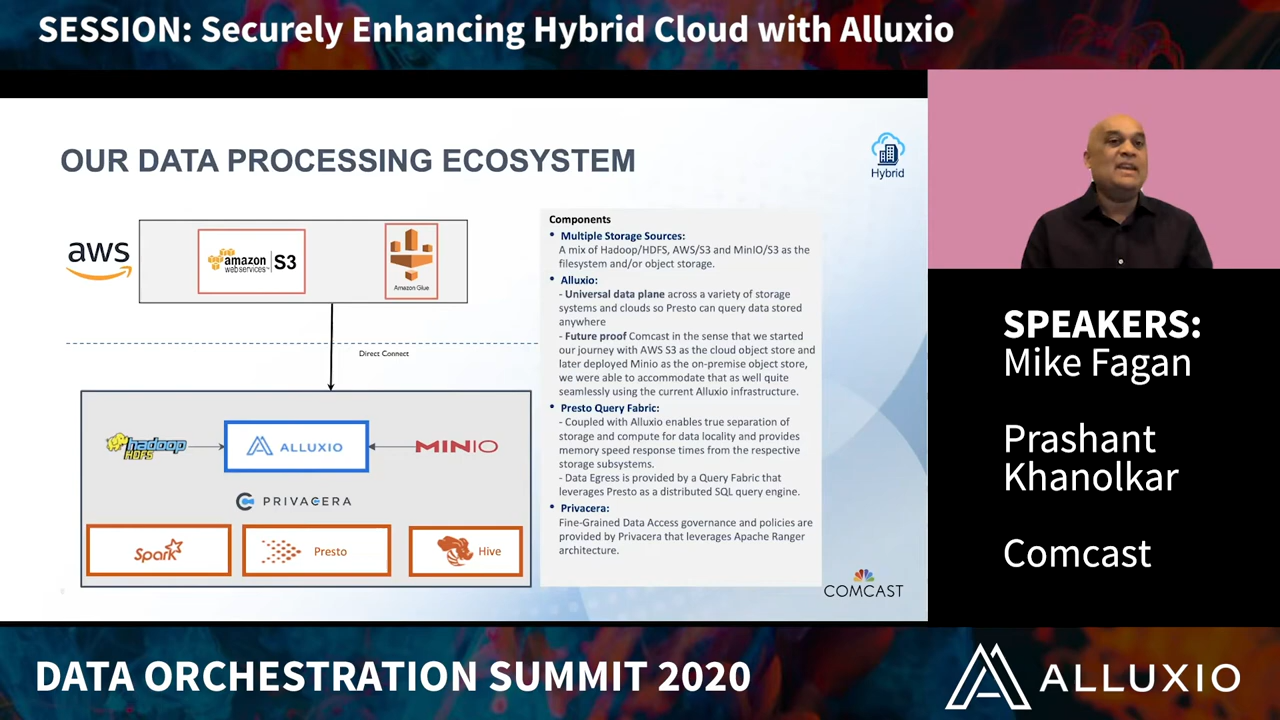 SESSION: Securely Enhancing Hybrid Cloud with Alluxio
OUR DATA PROCESSING ECOSYSTEM
Hybrid
aws
amazon
webservices™
S3
Amazon Glue
Direct Connect
hadoop
HDFS
ALLUXIO
MINIO
PRIVACERA
Spark
Presto
Hive
Components
• Multiple Storage Sources:
A mix of Hadoop/HDFS, AWS/S3 and MinIO/S3 as the
filesystem and/or object storage.
• Alluxio:
- Universal data plane across a variety of storage
systems and clouds so Presto can query data stored
anywhere
- Future proof Comcast in the sense that we started
our journey with AWS S3 as the cloud object store and
later deployed Minio as the on-premise object store,
we were able to accommodate that as well quite
seamlessly using the current Alluxio infrastructure.
• Presto Query Fabric:
- Coupled with Alluxio enables true separation of
storage and compute for data locality and provides
memory speed response times from the respective
storage subsystems.
- Data Egress is provided by a Query Fabric that
leverages Presto as a distributed SQL query engine.
• Privacera:
Fine-Grained Data Access governance and policies are
provided by Privacera that leverages Apache Ranger
architecture.
COMCAST
SPEAKERS:
Mike Fagan
Prashant
Khanolkar
Comcast
DATA ORCHESTRATION SUMMIT 2020
ALLUXIO